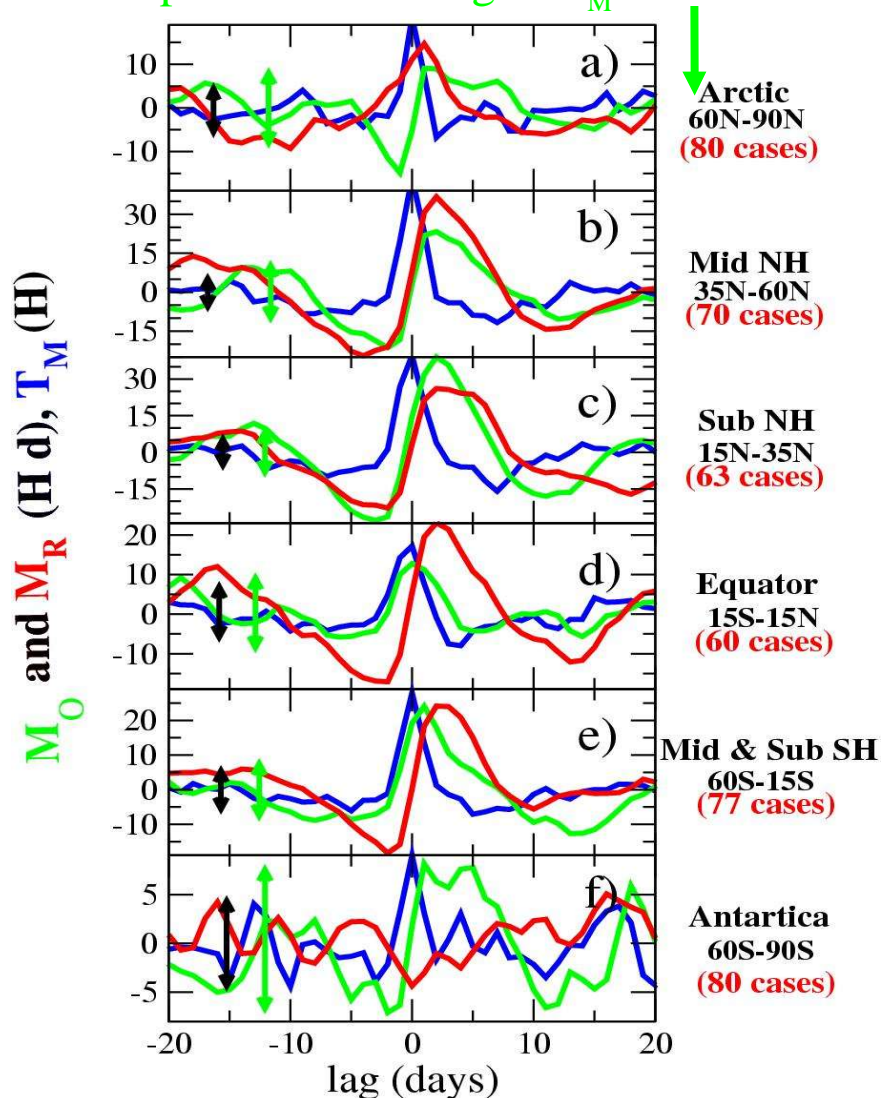 M
a)
10
0
-10
Arctic
60N-90N
(80 cases)
b)
30
15
0
-15
Mid NH
35N-60N
(70 cases)
c)
30
15
0
-15
Sub NH
15N-35N
(63 cases)
d)
20
10
0
-10
Equator
15S-15N
(60 cases)
e)
20
10
0
-10
Mid & Sub SH
60S-15S
(77 cases)
f)
5
0
-5
Antartica
60S-90S
(80 cases)
-20 -10 0 10 20
lag (days)
M_O and M_R (H d), T_M (H)